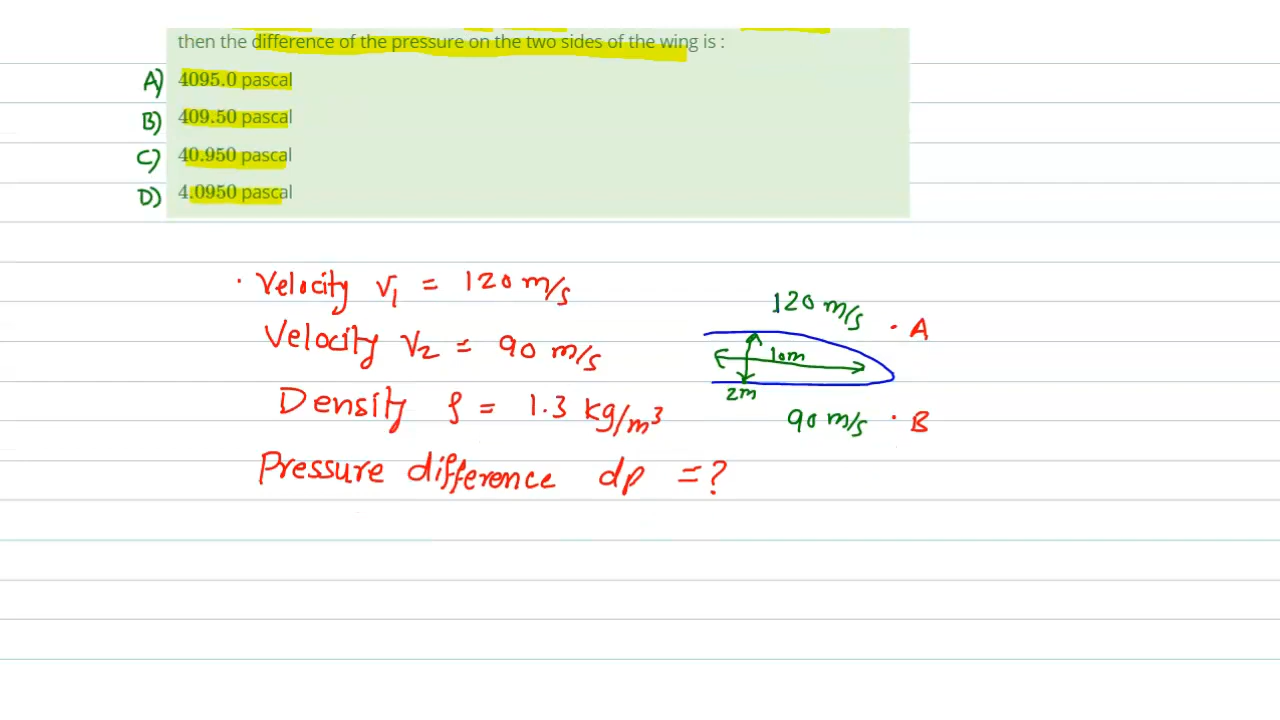 then the difference of the pressure on the two sides of the wing is :
A) 4095.0 pascal
B) 409.50 pascal
C) 40.950 pascal
D) 4.0950 pascal
· Velocity V₁ = 120 m/s
Velocity V₂ = 90 m/s
Density ρ = 1.3 kg/m³
Pressure difference dp = ?
120 m/s · A
10m
2m
90 m/s · B